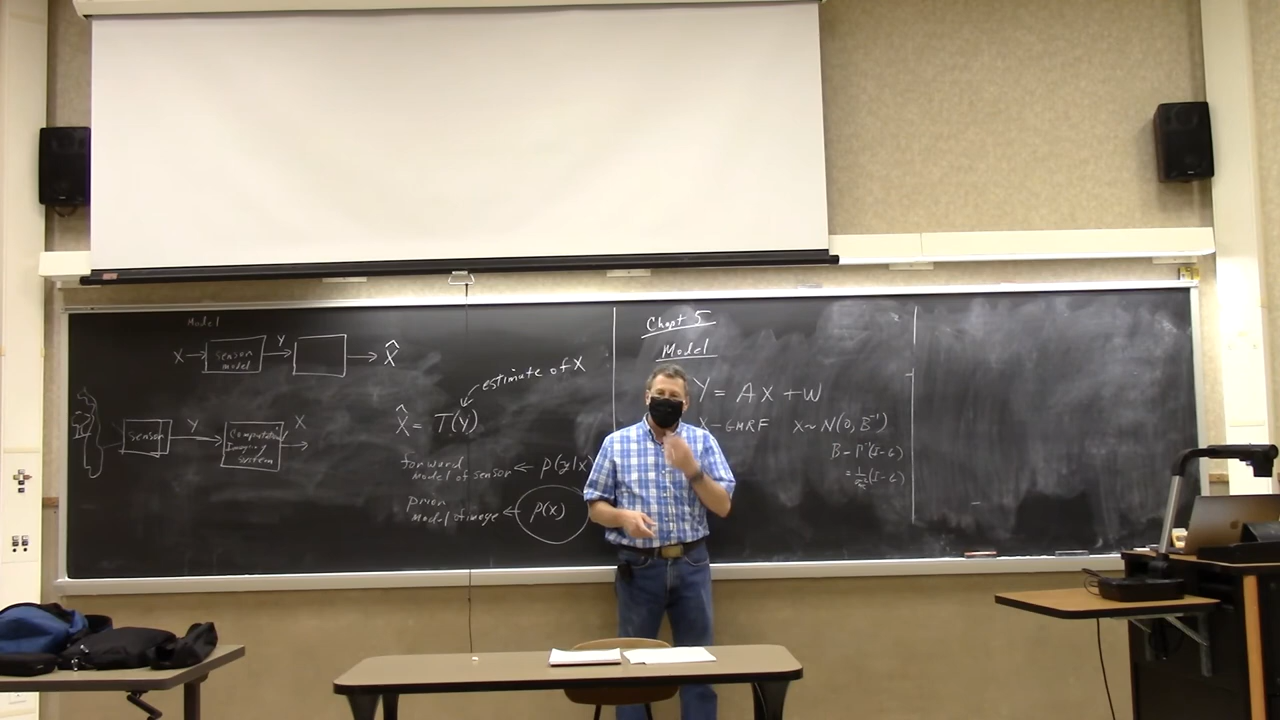 Model
X → sensor model → Y → → X̂
sensor → Y → Computational Imaging system → X
X̂ = T(Y) ← estimate of X
forward
model of sensor ← p(y|x)
prior
model of image ← p(x)
Chapt 5
Model
Y = AX + W
X – GMRF X ~ N(0, B⁻¹)
B – Γ⁻¹(I – G)